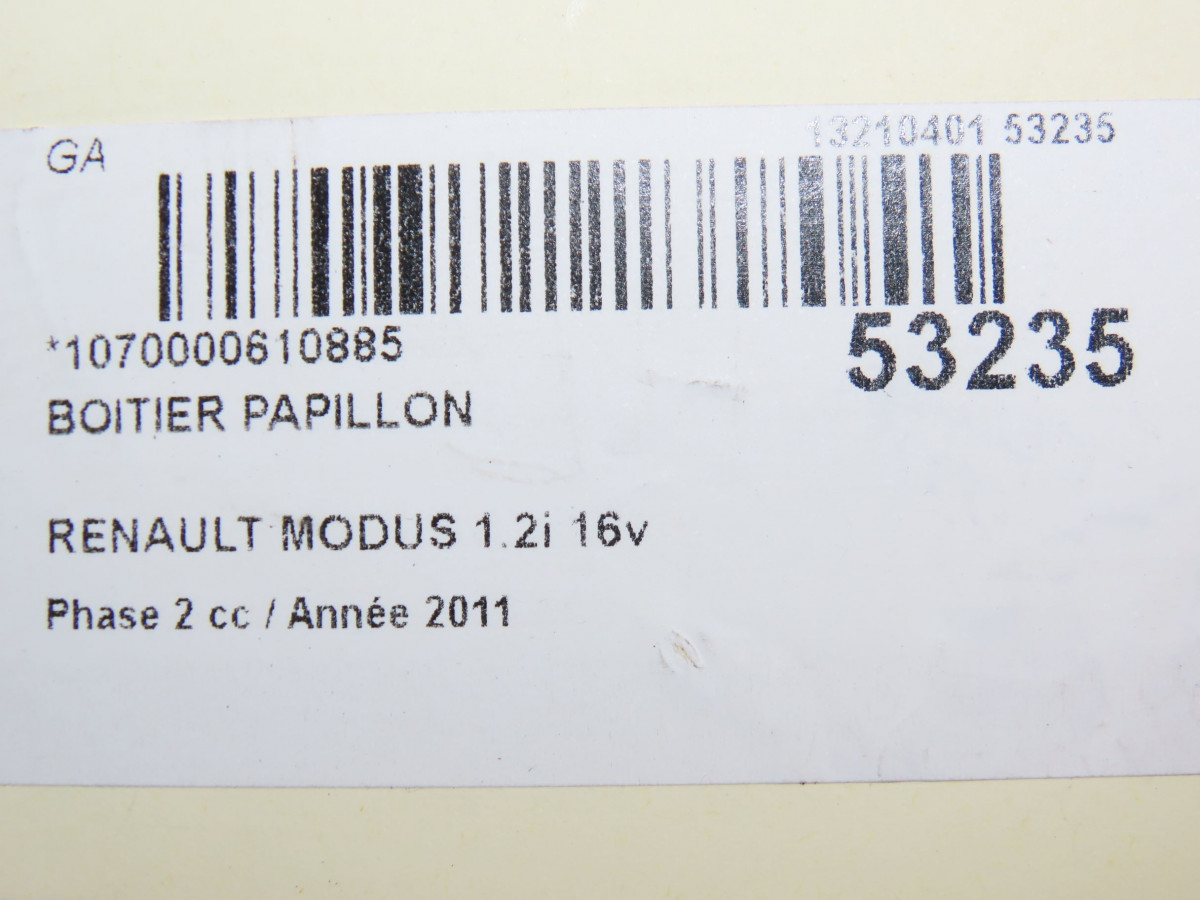 GA
13210401 53235
*1070000610885
53235
BOITIER PAPILLON
RENAULT MODUS 1.2i 16v
Phase 2 cc / Année 2011